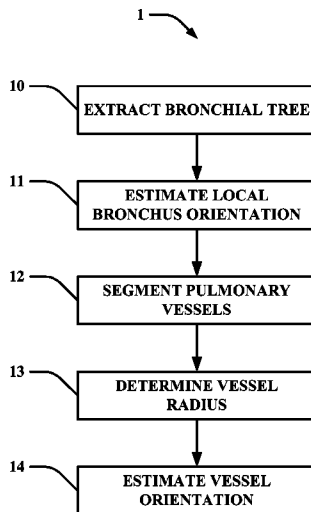 1
10
EXTRACT BRONCHIAL TREE
11
ESTIMATE LOCAL
BRONCHUS ORIENTATION
12
SEGMENT PULMONARY
VESSELS
13
DETERMINE VESSEL
RADIUS
14
ESTIMATE VESSEL
ORIENTATION